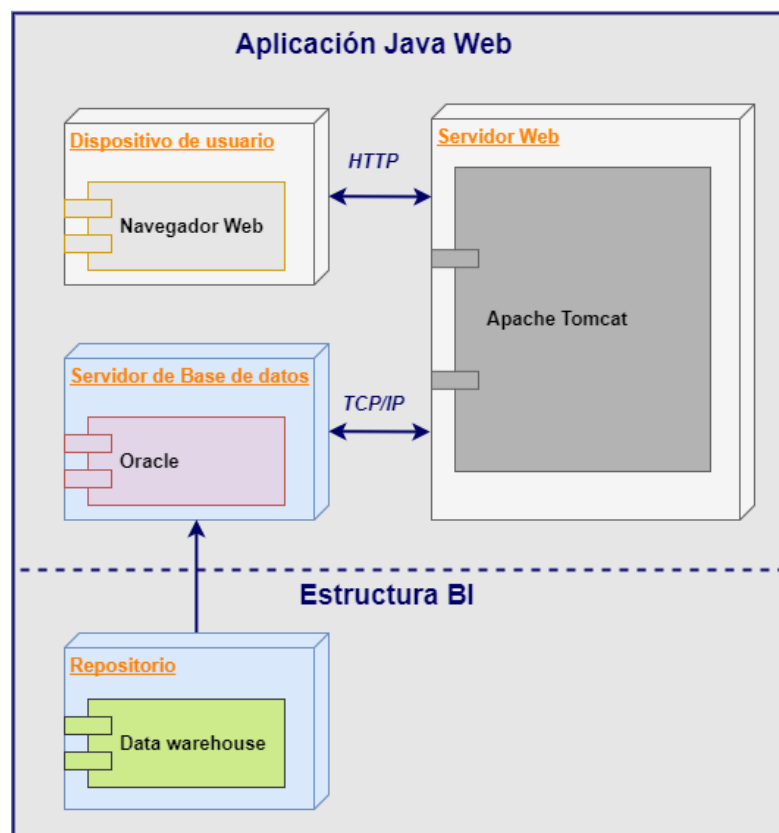 Aplicación Java Web
Dispositivo de usuario
Navegador Web
HTTP
Servidor Web
Apache Tomcat
Servidor de Base de datos
Oracle
TCP/IP
Estructura BI
Repositorio
Data warehouse